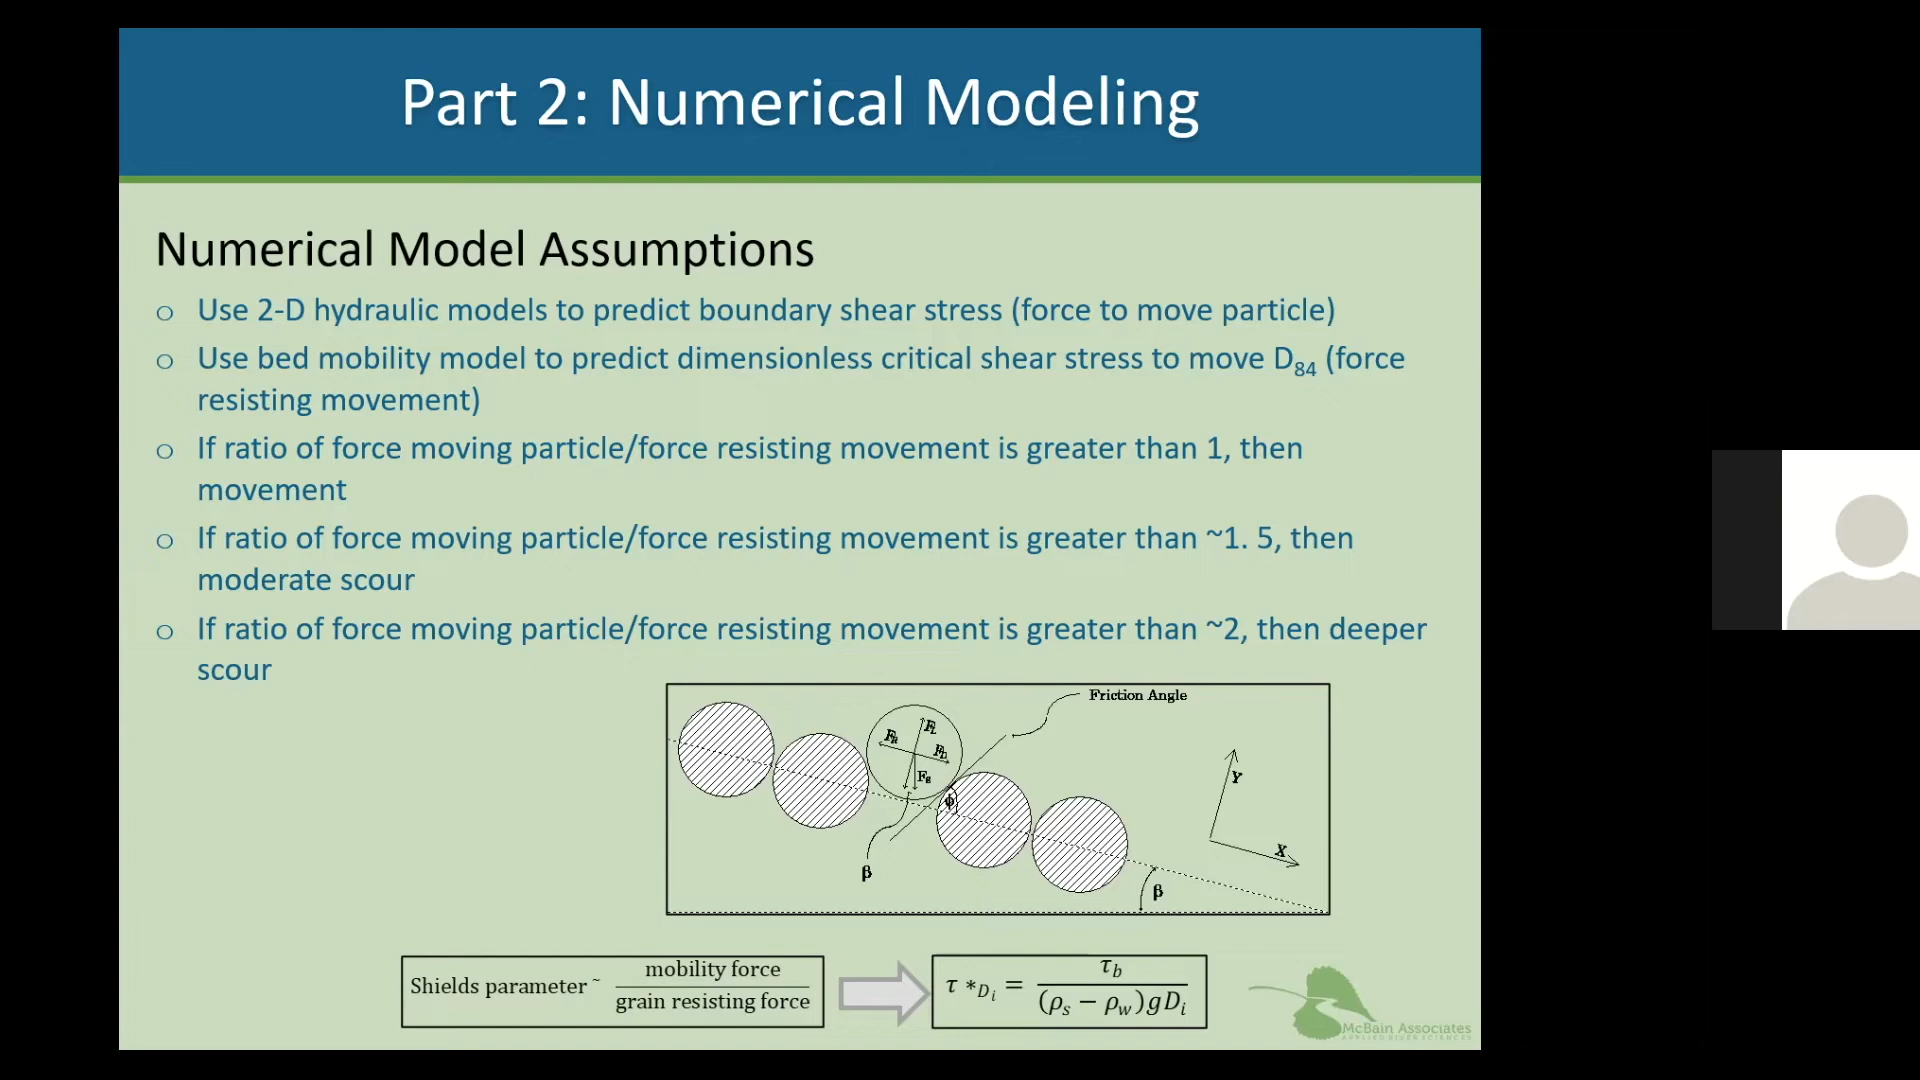 Part 2: Numerical Modeling
Numerical Model Assumptions
o Use 2-D hydraulic models to predict boundary shear stress (force to move particle)
o Use bed mobility model to predict dimensionless critical shear stress to move D84 (force
resisting movement)
o If ratio of force moving particle/force resisting movement is greater than 1, then
movement
o If ratio of force moving particle/force resisting movement is greater than ~1. 5, then
moderate scour
o If ratio of force moving particle/force resisting movement is greater than ~2, then deeper
scour
Friction Angle
FL
FR
FD
Fg
ϕ
β
Y
X
β
Shields parameter ~ mobility force
grain resisting force
τ *Di = τb
(ρs − ρw)gDi
McBain Associates
APPLIED RIVER SCIENCES